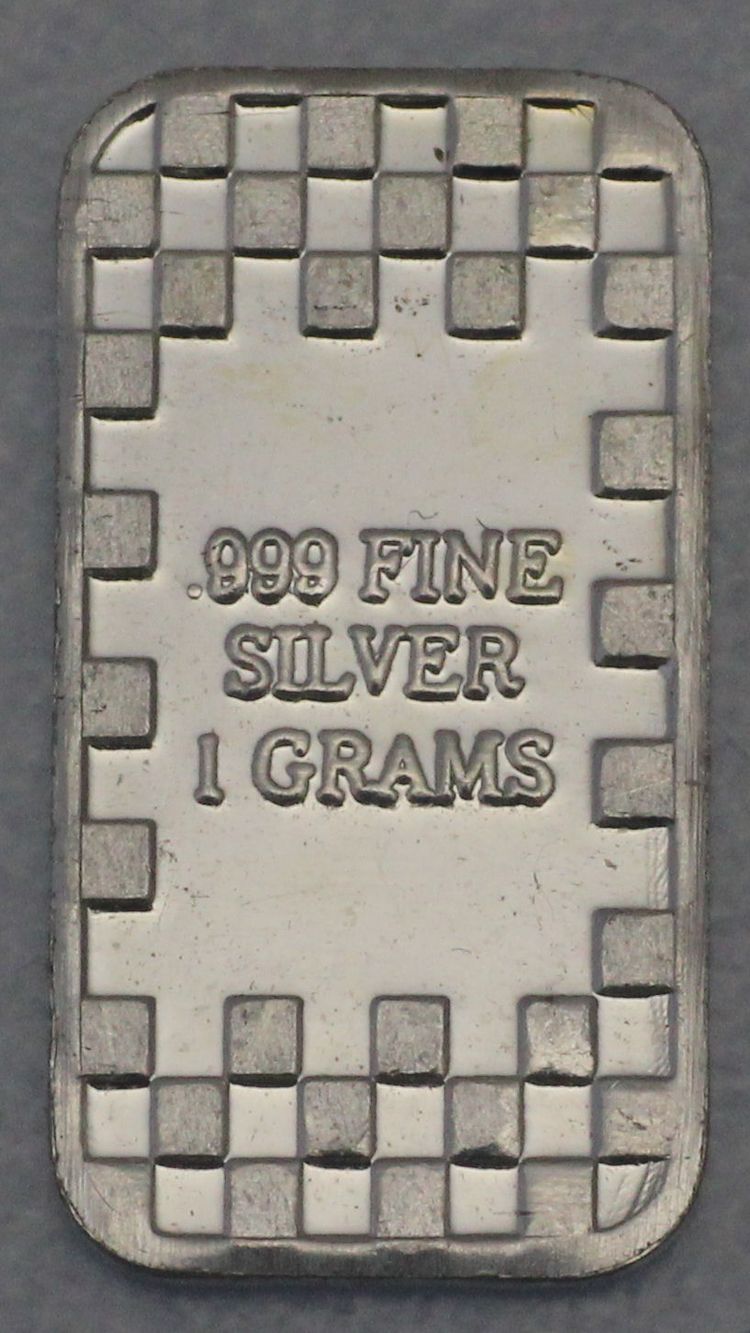 .999 FINE
SILVER
1 GRAMS